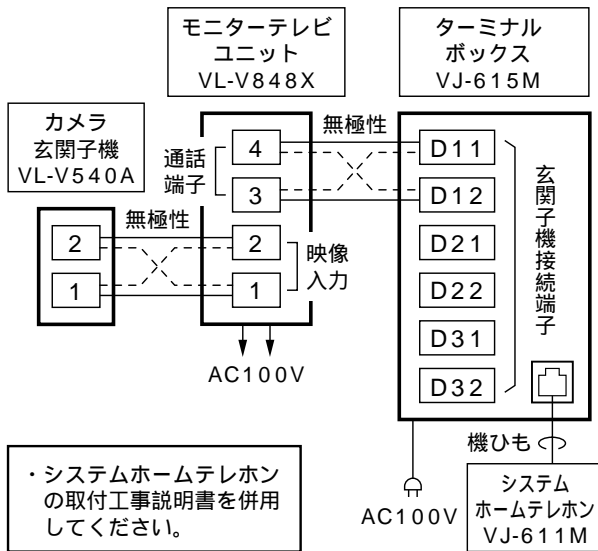 モニターテレビ
ユニット
VL-V848X
ターミナル
ボックス
VJ-615M
カメラ
玄関子機
VL-V540A
通話
端子
4
3
無極性
D11
D12
D21
D22
D31
D32
玄関子機接続端子
無極性
2
1
2
1
映像
入力
AC100V
・システムホームテレホン
の取付工事説明書を併用
してください。
機ひも
AC100V
システム
ホームテレホン
VJ-611M